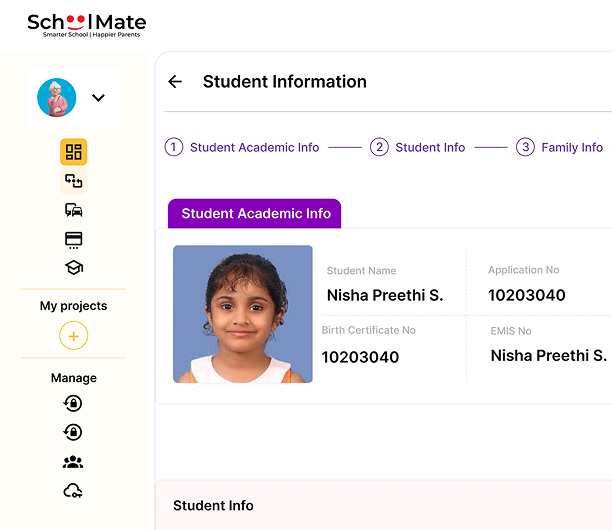 SchoolMate
Smarter School | Happier Parents
Student Information
1 Student Academic Info
2 Student Info
3 Family Info
Student Academic Info
Student Name
Application No
Nisha Preethi S.
10203040
Birth Certificate No
EMIS No
10203040
Nisha Preethi S.
My projects
+
Manage
Student Info